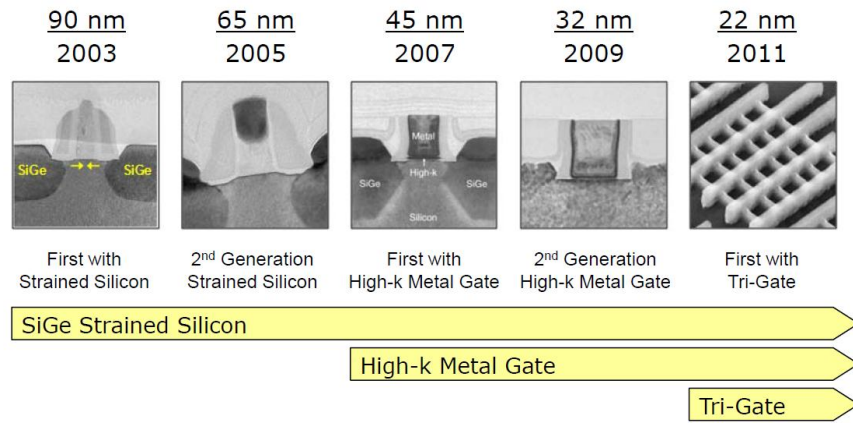 90 nm
2003
65 nm
2005
45 nm
2007
32 nm
2009
22 nm
2011
SiGe
SiGe
Metal
High-k
SiGe
SiGe
Silicon
First with
Strained Silicon
2nd Generation
Strained Silicon
First with
High-k Metal Gate
2nd Generation
High-k Metal Gate
First with
Tri-Gate
SiGe Strained Silicon
High-k Metal Gate
Tri-Gate